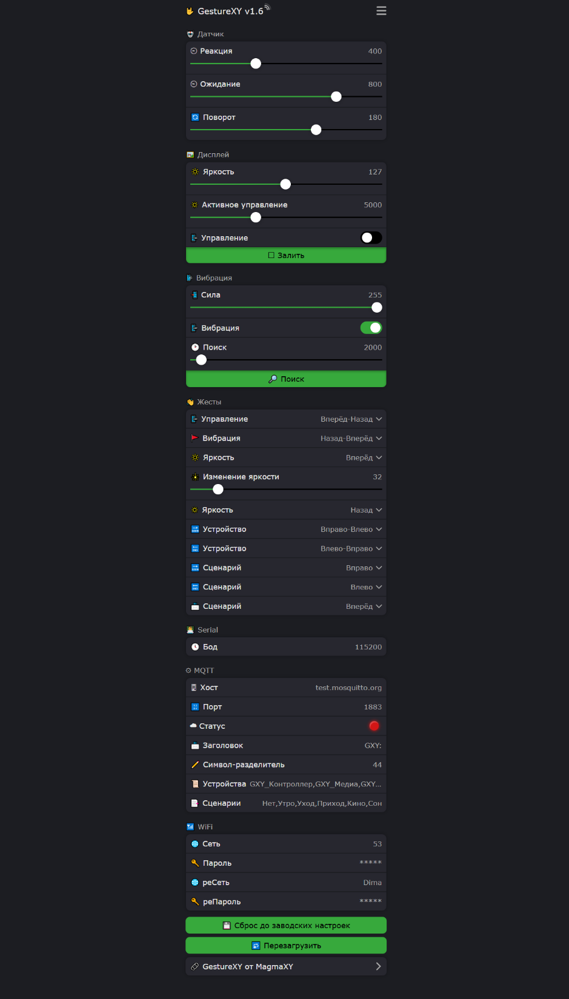 GestureXY v1.6
Датчик
Реакция 400
Ожидание 800
Поворот 180
Дисплей
Яркость 127
Активное управление 5000
Управление
Залить
Вибрация
Сила 255
Вибрация
Поиск 2000
Поиск
Жесты
Управление Вперёд-Назад
Вибрация Назад-Вперёд
Яркость Вперёд
Изменение яркости 32
Яркость Назад
Устройство Вправо-Влево
Устройство Влево-Вправо
Сценарий Вправо
Сценарий Влево
Сценарий Вперёд
Serial
Бод 115200
MQTT
Хост test.mosquitto.org
Порт 1883
Статус
Заголовок GXY:
Символ-разделитель 44
Устройства GXY_Контроллер,GXY_Медиа,GXY...
Сценарии Нет,Утро,Уход,Приход,Кино,Сон
WiFi
Сеть 53
Пароль *****
реСеть Dima
рeПароль *****
Сброс до заводских настроек
Перезагрузить
GestureXY от MagmaXY